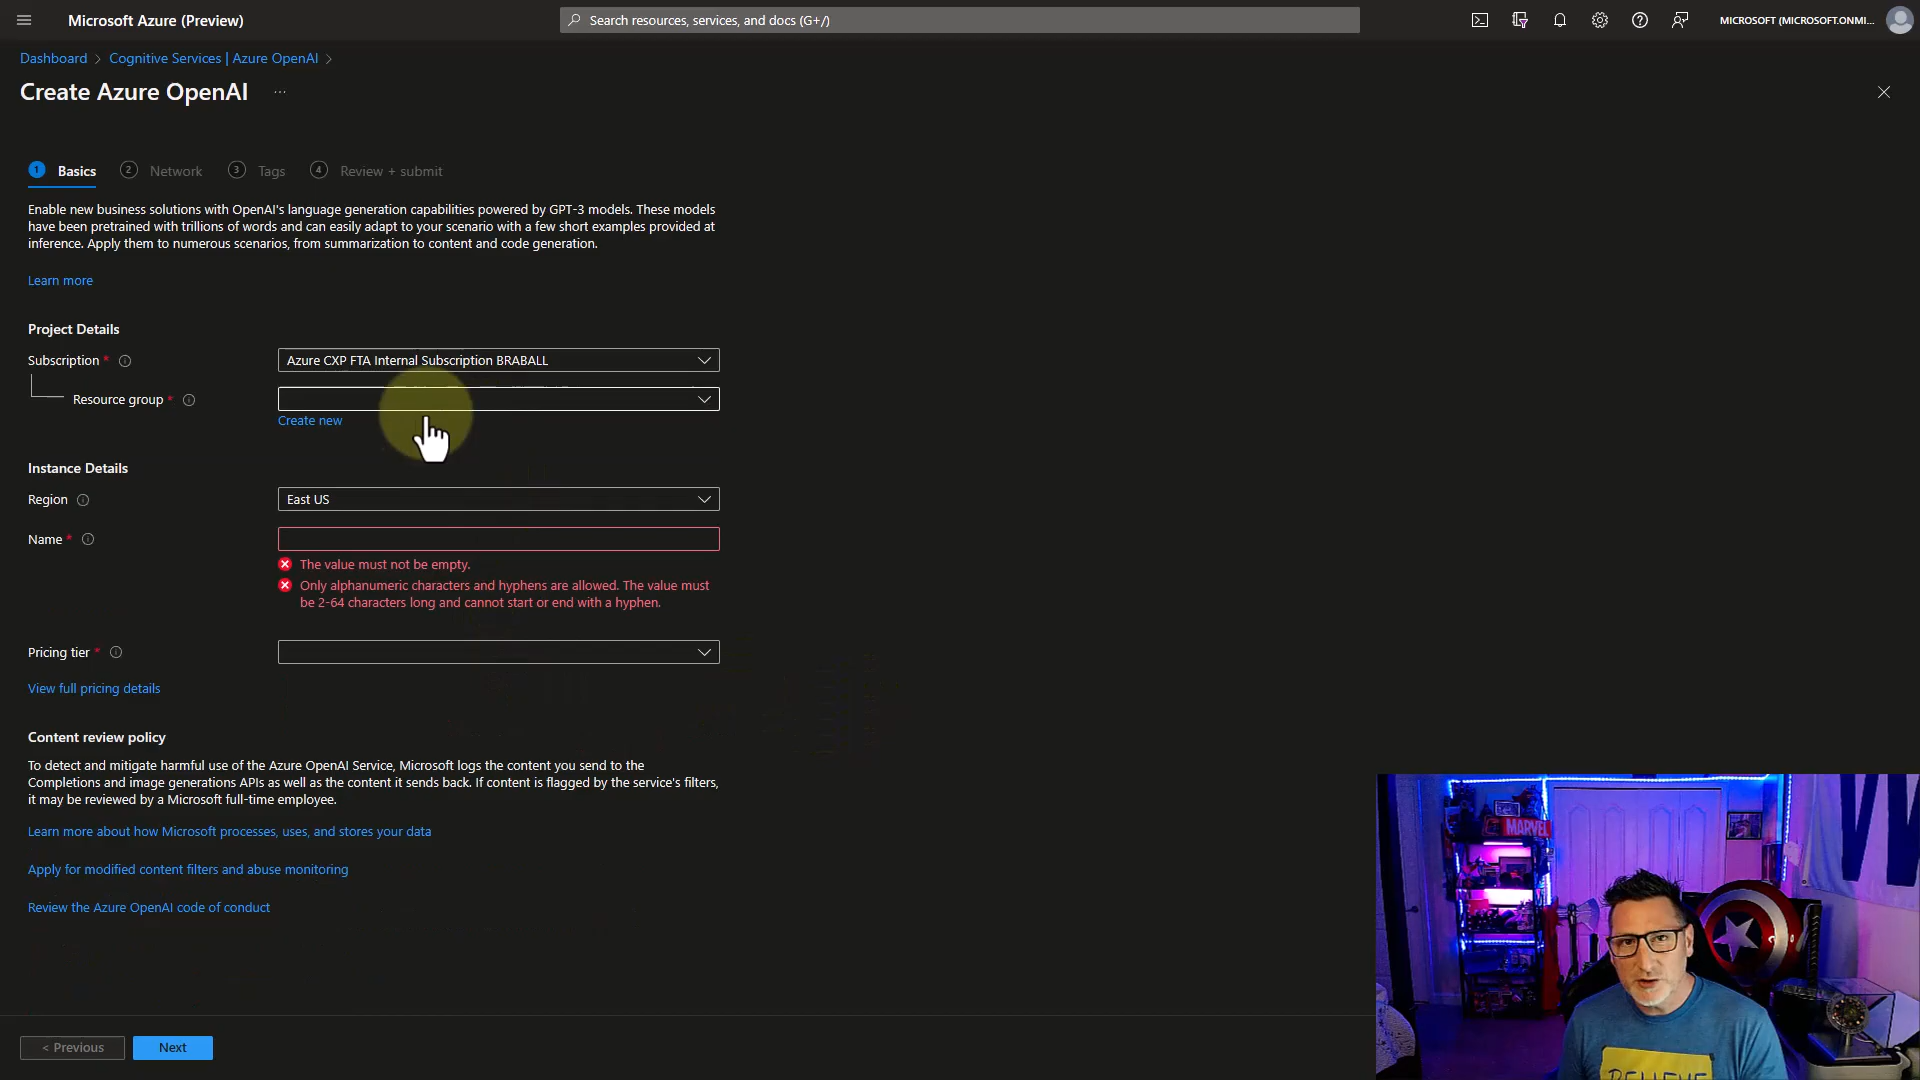 Microsoft Azure (Preview)
Search resources, services, and docs (G+/)
MICROSOFT (MICROSOFT.ONMI...
Dashboard > Cognitive Services | Azure OpenAI >
Create Azure OpenAI ...
1 Basics 2 Network 3 Tags 4 Review + submit
Enable new business solutions with OpenAI's language generation capabilities powered by GPT-3 models. These models
have been pretrained with trillions of words and can easily adapt to your scenario with a few short examples provided at
inference. Apply them to numerous scenarios, from summarization to content and code generation.
Learn more
Project Details
Subscription *
Azure CXP FTA Internal Subscription BRABALL
Resource group *
Create new
Instance Details
Region
East US
Name *
The value must not be empty.
Only alphanumeric characters and hyphens are allowed. The value must
be 2-64 characters long and cannot start or end with a hyphen.
Pricing tier *
View full pricing details
Content review policy
To detect and mitigate harmful use of the Azure OpenAI Service, Microsoft logs the content you send to the
Completions and image generations APIs as well as the content it sends back. If content is flagged by the service's filters,
it may be reviewed by a Microsoft full-time employee.
Learn more about how Microsoft processes, uses, and stores your data
Apply for modified content filters and abuse monitoring
Review the Azure OpenAI code of conduct
MARVEL
W
BELIEVE
< Previous
Next